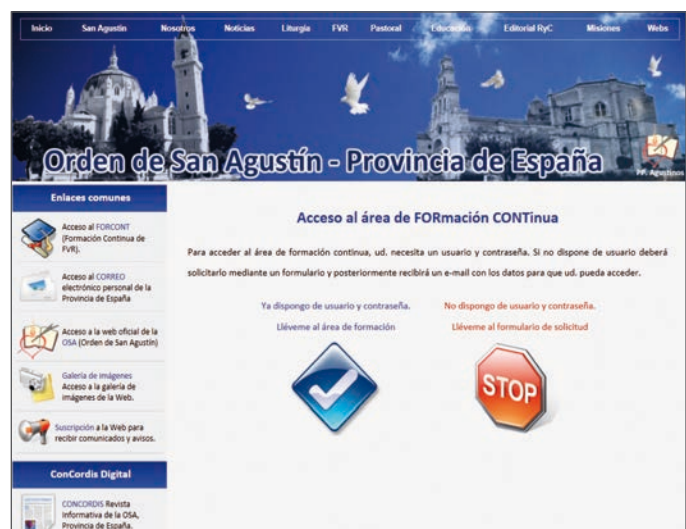 Inicio San Agustín Nosotros Noticias Liturgia FVR Pastoral Educación Editorial RyC Misiones Webs
Orden de San Agustín - Provincia de España
PP. Agustinos
Enlaces comunes
Acceso al FORCONT
(Formación Continua de
FVR).
Acceso al CORREO
electrónico personal de la
Provincia de España
Acceso a la web oficial de la
OSA (Orden de San Agustín)
Galería de imágenes
Acceso a la galería de
imágenes de la Web.
Suscripción a la Web para
recibir comunicados y avisos.
ConCordis Digital
CONCORDIS Revista
Informativa de la OSA,
Provincia de España.
Acceso al área de FORmación CONTinua
Para acceder al área de formación continua, ud. necesita un usuario y contraseña. Si no dispone de usuario deberá
solicitarlo mediante un formulario y posteriormente recibirá un e-mail con los datos para que ud. pueda acceder.
Ya dispongo de usuario y contraseña.
Lléveme al área de formación
No dispongo de usuario y contraseña.
Lléveme al formulario de solicitud
STOP